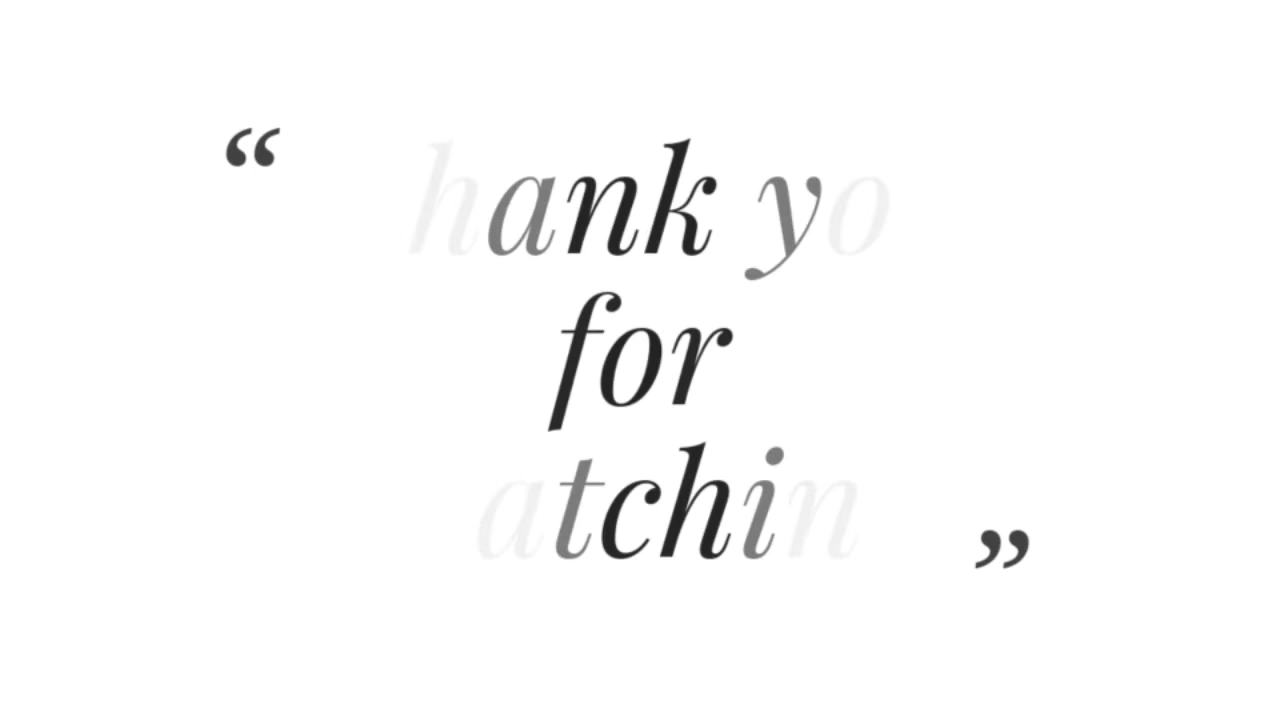 “ hank yo
for
atchin ”